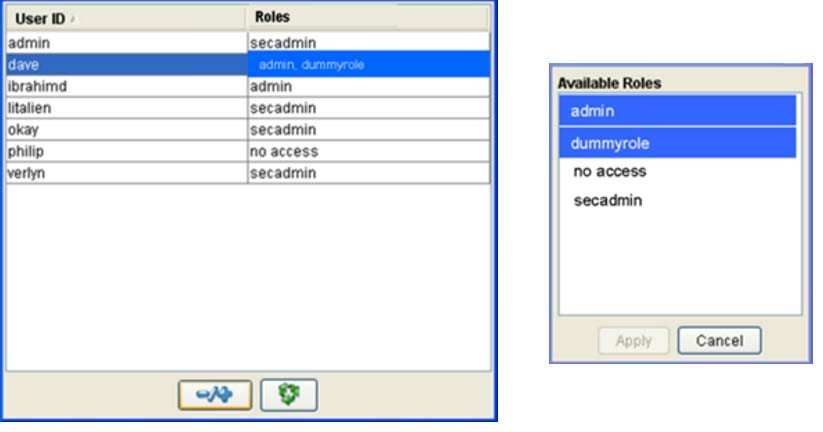 User ID Roles
admin secadmin
dave admin, dummyrole
ibrahimd admin
litalien secadmin
okay secadmin
philip no access
verlyn secadmin
Available Roles
admin
dummyrole
no access
secadmin
Apply Cancel